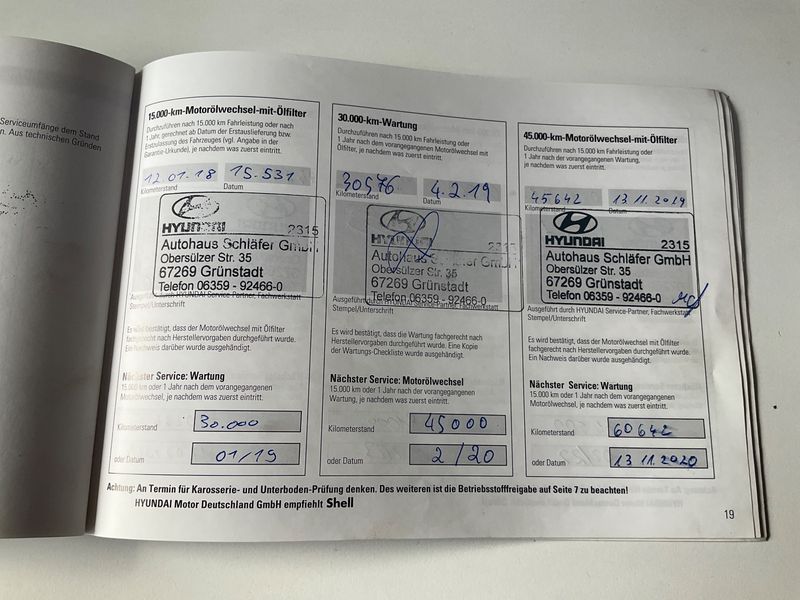 Serviceumfänge dem Stand
n. Aus technischen Gründen
15.000-km-Motorölwechsel-mit-Ölfilter
Durchzuführen nach 15.000 km Fahrleistung oder nach
1 Jahr, gerechnet ab Datum der Erstauslieferung bzw.
Erstzulassung des Fahrzeuges (vgl. Angabe in der
Garantie-Urkunde), je nachdem was zuerst eintritt.
12.01.18 15.531
Kilometerstand Datum
HYUNDAI 2315
Autohaus Schläfer GmbH
Obersülzer Str. 35
67269 Grünstadt
Telefon 06359 - 92466-0
Ausgeführt durch HYUNDAI Service-Partner, Fachwerkstatt
Stempel/Unterschrift
Es wird bestätigt, dass der Motorölwechsel mit Ölfilter
fachgerecht nach Herstellervorgaben durchgeführt wurde.
Ein Nachweis darüber wurde ausgehändigt.
Nächster Service: Wartung
15.000 km oder 1 Jahr nach dem vorangegangenen
Motorölwechsel, je nachdem was zuerst eintritt.
Kilometerstand 30.000
oder Datum 01/19
30.000-km-Wartung
Durchzuführen nach 15.000 km Fahrleistung oder
1 Jahr nach dem vorangegangenen Motorölwechsel mit
Ölfilter, je nachdem was zuerst eintritt.
30576 4.2.19
Kilometerstand Datum
HYUNDAI 2315
Autohaus Schläfer GmbH
Obersülzer Str. 35
67269 Grünstadt
Telefon 06359 - 92466-0
Ausgeführt durch HYUNDAI Service-Partner, Fachwerkstatt
Stempel/Unterschrift
Es wird bestätigt, dass die Wartung fachgerecht nach
Herstellervorgaben durchgeführt wurde. Eine Kopie
der Wartungs-Checkliste wurde ausgehändigt.
Nächster Service: Motorölwechsel
15.000 km oder 1 Jahr nach der vorangegangenen
Wartung, je nachdem was zuerst eintritt.
Kilometerstand 45000
oder Datum 2/20
45.000-km-Motorölwechsel-mit-Ölfilter
Durchzuführen nach 15.000 km Fahrleistung oder
1 Jahr nach der vorangegangenen Wartung,
je nachdem was zuerst eintritt.
45642 13 11.2019
Kilometerstand Datum
HYUNDAI 2315
Autohaus Schläfer GmbH
Obersülzer Str. 35
67269 Grünstadt
Telefon 06359 - 92466-0
Ausgeführt durch HYUNDAI Service-Partner, Fachwerkstatt
Stempel/Unterschrift
Es wird bestätigt, dass der Motorölwechsel mit Ölfilter
fachgerecht nach Herstellervorgaben durchgeführt wurde.
Ein Nachweis darüber wurde ausgehändigt.
Nächster Service: Wartung
15.000 km oder 1 Jahr nach dem vorangegangenen
Motorölwechsel, je nachdem was zuerst eintritt.
Kilometerstand 60642
oder Datum 13 11.2020
Achtung: An Termin für Karosserie- und Unterboden-Prüfung denken. Des weiteren ist die Betriebsstofffreigabe auf Seite 7 zu beachten!
HYUNDAI Motor Deutschland GmbH empfiehlt Shell
19